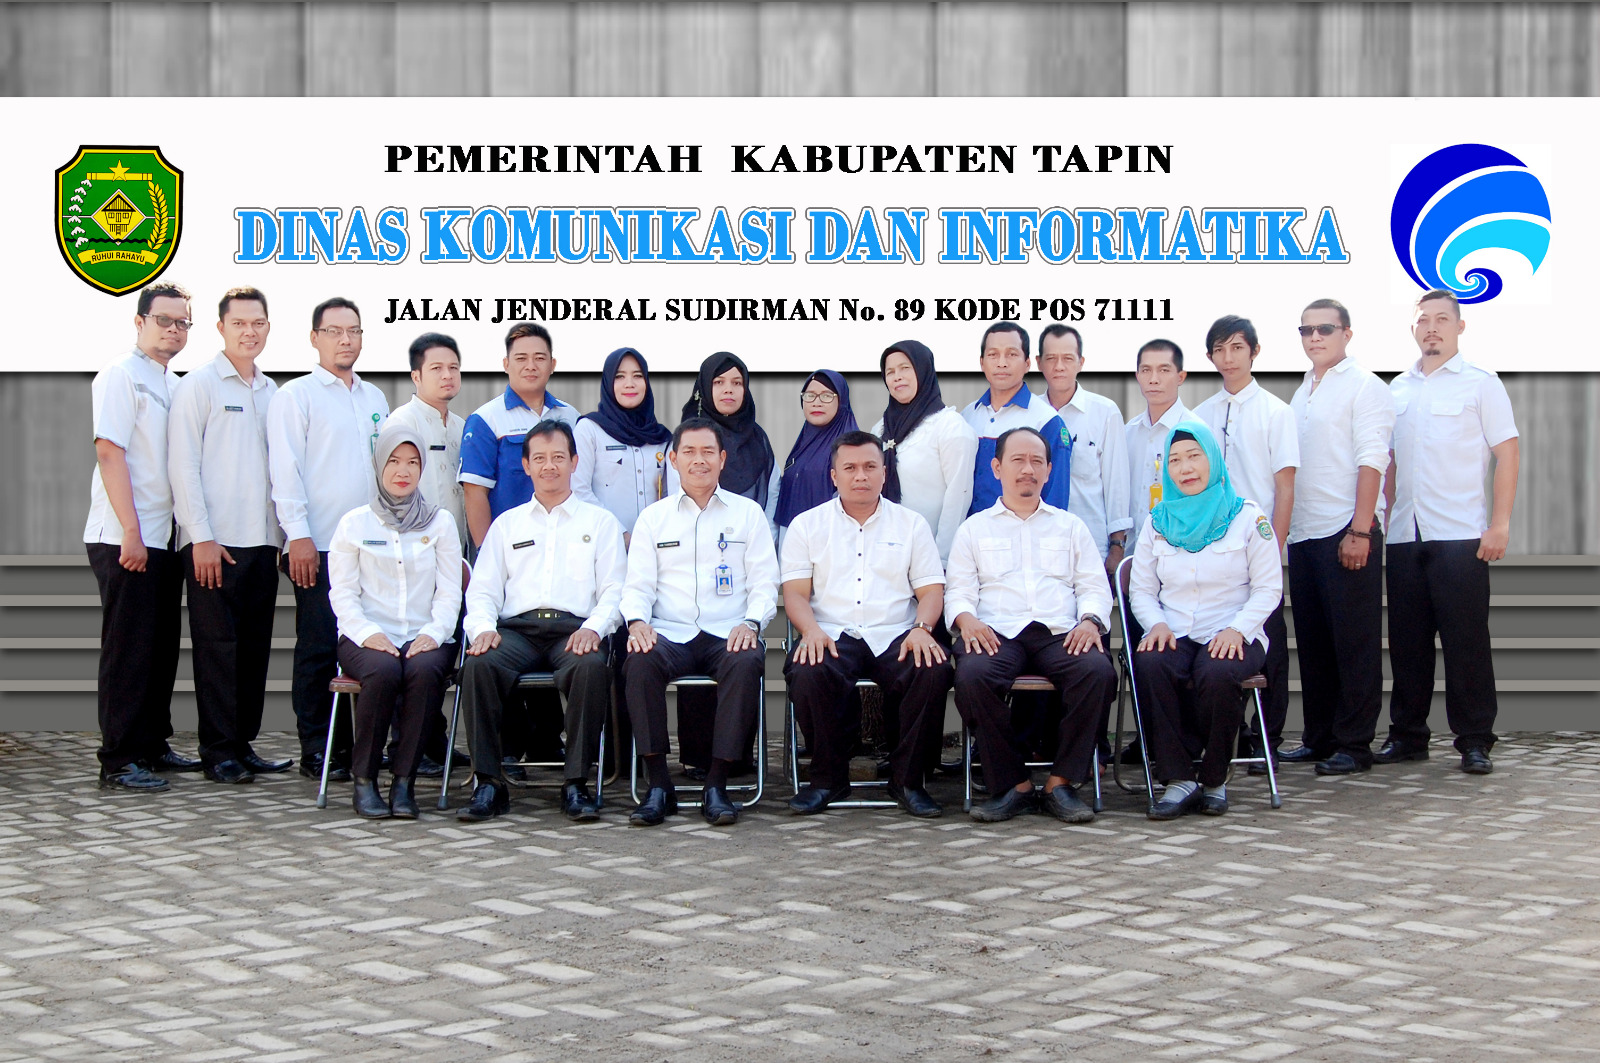 PEMERINTAH KABUPATEN TAPIN
DINAS KOMUNIKASI DAN INFORMATIKA
RUHUI RAHAYU
JALAN JENDERAL SUDIRMAN No. 89 KODE POS 71111